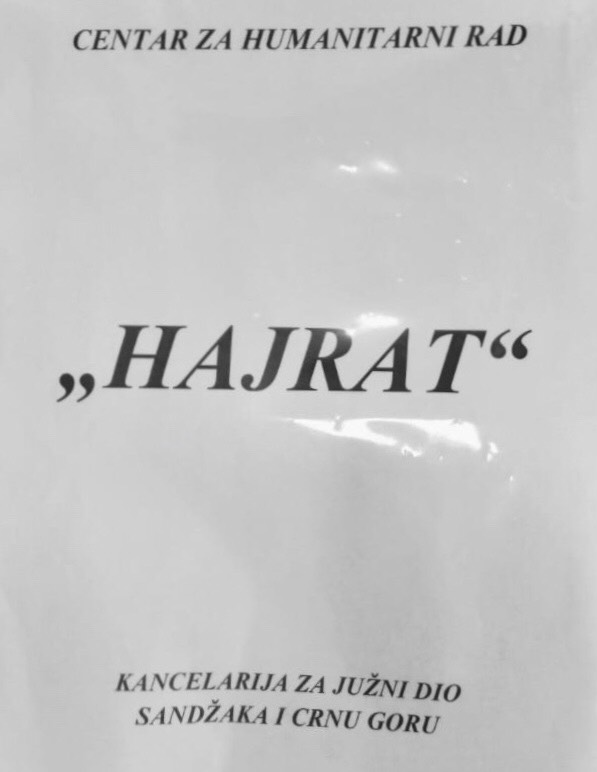 CENTAR ZA HUMANITARNI RAD
„HAJRAT“
KANCELARIJA ZA JUŽNI DIO
SANDŽAKA I CRNU GORU